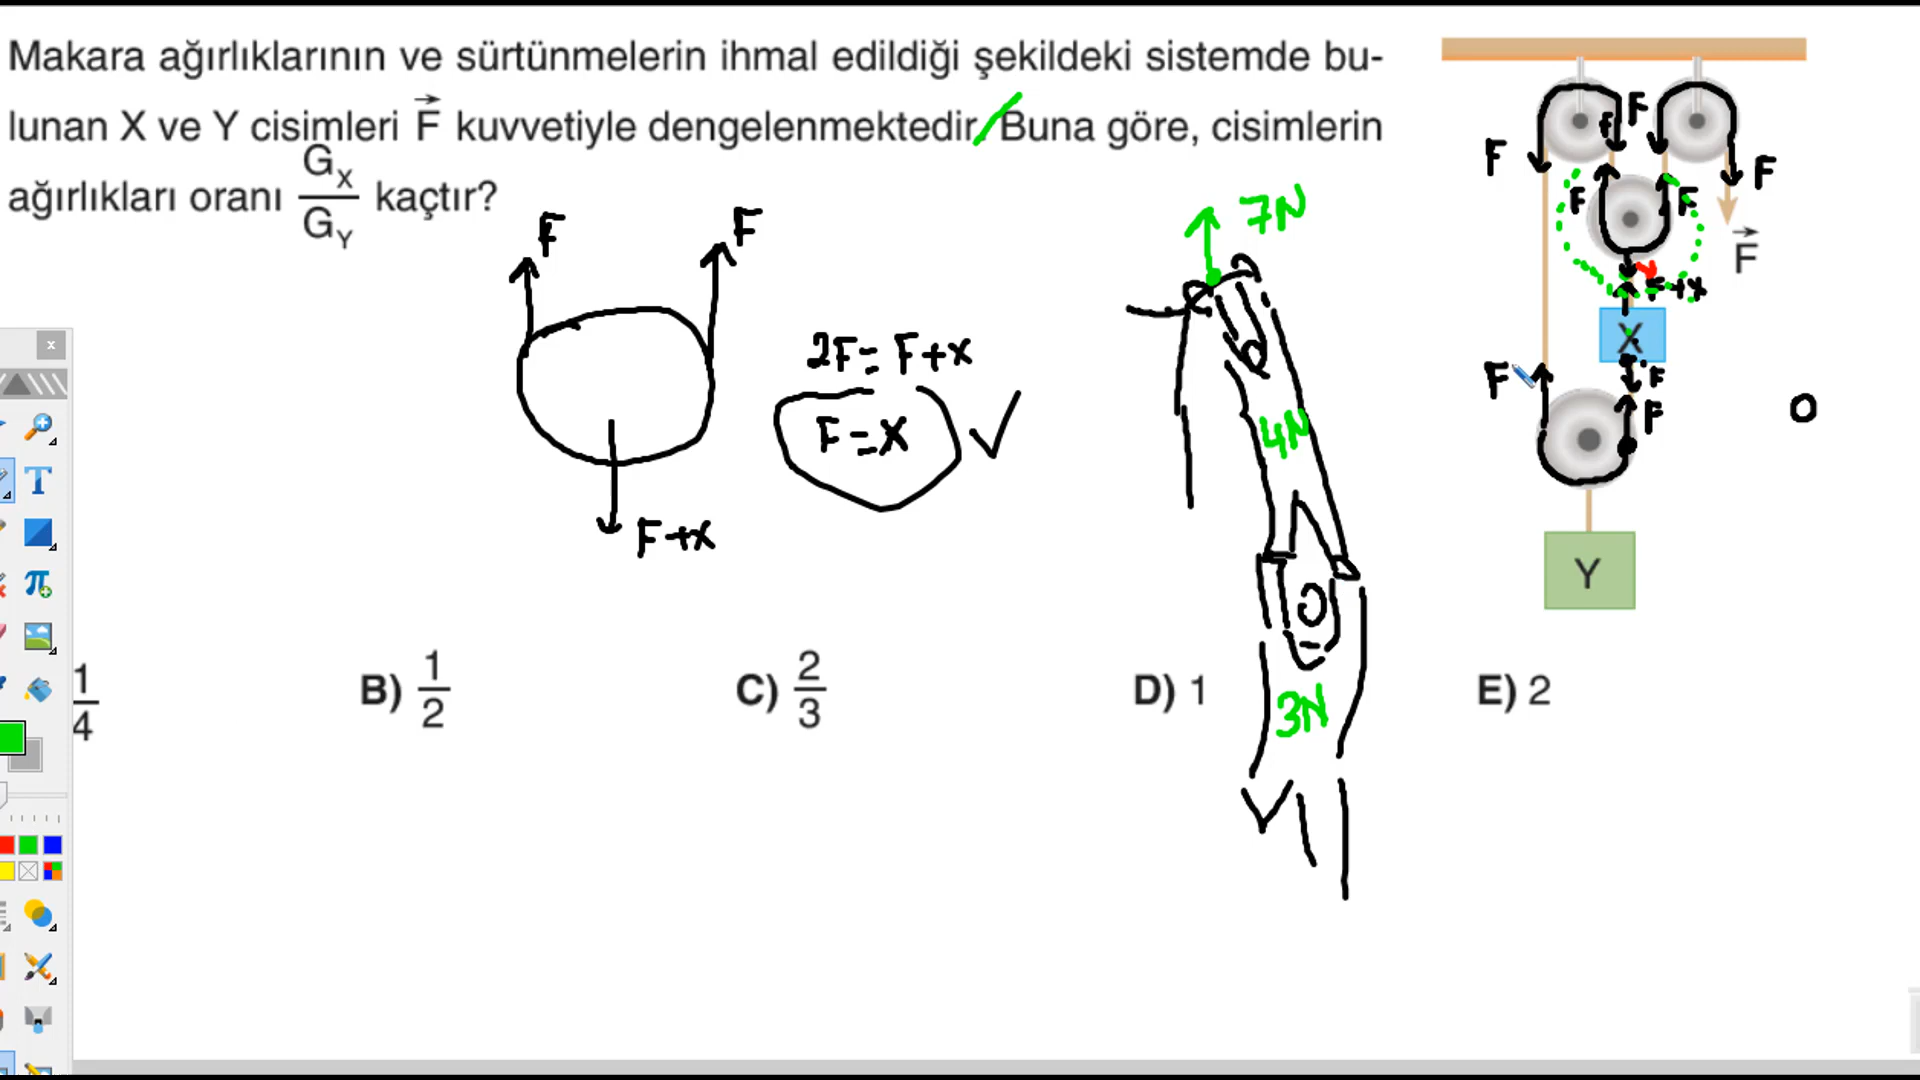 Makara ağırlıklarının ve sürtünmelerin ihmal edildiği şekildeki sistemde bu-
lunan X ve Y cisimleri F kuvvetiyle dengelenmektedir. Buna göre, cisimlerin
ağırlıkları oranı GX/GY kaçtır?
F
F
2F = F+x
F = X
F+x
7N
4N
3N
F
F
F
F
F
F
F
F+x
X
F
F
F
O
Y
1/4
B) 1/2
C) 2/3
D) 1
E) 2
T
π